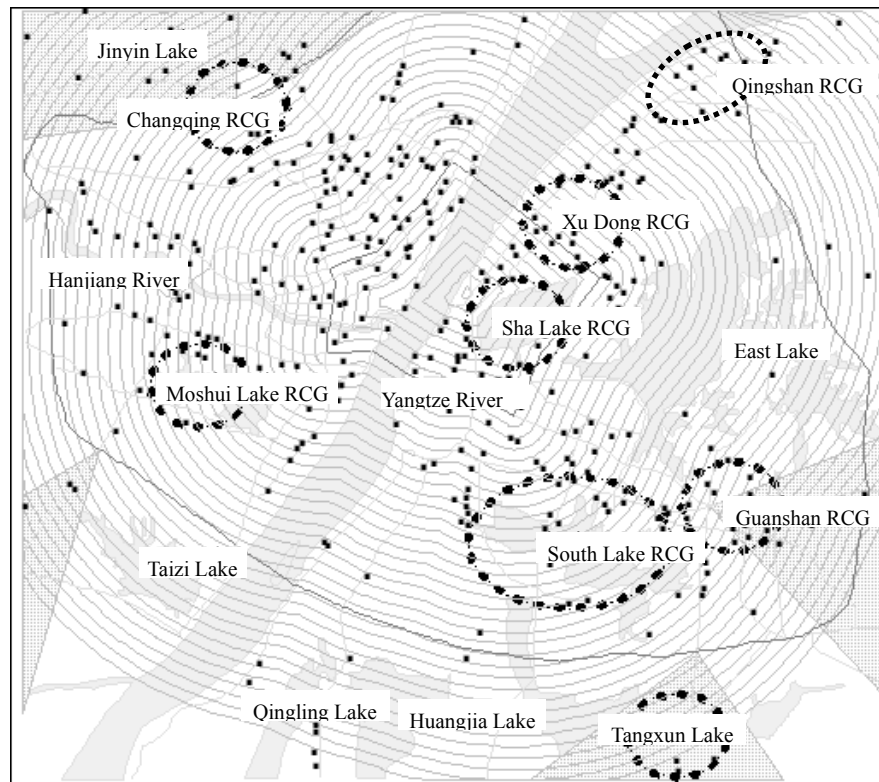 Jinyin Lake
Qingshan RCG
Changqing RCG
Xu Dong RCG
Hanjiang River
Sha Lake RCG
East Lake
Moshui Lake RCG
Yangtze River
Guanshan RCG
South Lake RCG
Taizi Lake
Qingling Lake
Huangjia Lake
Tangxun Lake